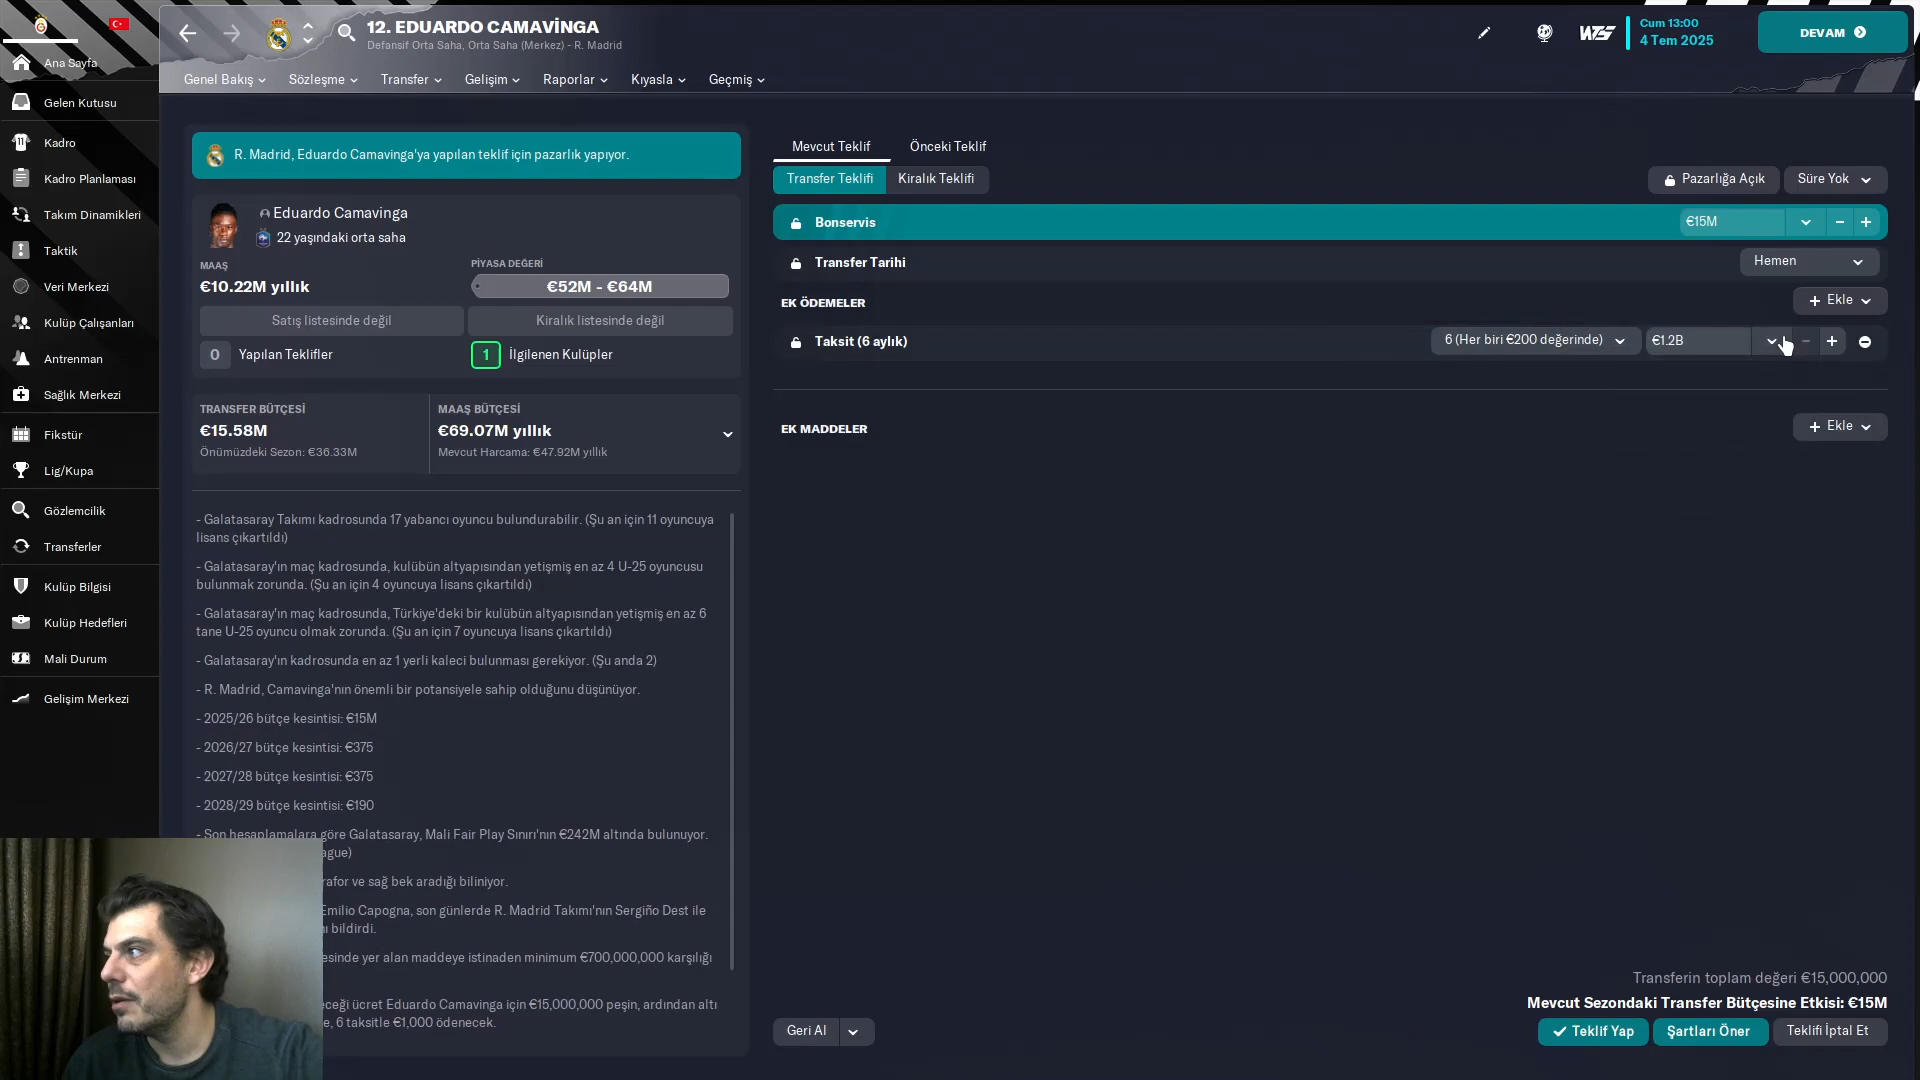 12. EDUARDO CAMAVİNGA
Defansif Orta Saha, Orta Saha (Merkez) - R. Madrid
Cum 13:00
4 Tem 2025
DEVAM
Genel Bakış
Sözleşme
Transfer
Gelişim
Raporlar
Kıyasla
Geçmiş
Ana Sayfa
Gelen Kutusu
Kadro
Kadro Planlaması
Takım Dinamikleri
Taktik
Veri Merkezi
Kulüp Çalışanları
Antrenman
Sağlık Merkezi
Fikstür
Lig/Kupa
Gözlemcilik
Transferler
Kulüp Bilgisi
Kulüp Hedefleri
Mali Durum
Gelişim Merkezi
R. Madrid, Eduardo Camavinga'ya yapılan teklif için pazarlık yapıyor.
Eduardo Camavinga
22 yaşındaki orta saha
MAAŞ
€10.22M yıllık
PİYASA DEĞERİ
€52M - €64M
Satış listesinde değil
Kiralık listesinde değil
0 Yapılan Teklifler
1 İlgilenen Kulüpler
TRANSFER BÜTÇESİ
€15.58M
Önümüzdeki Sezon: €36.33M
MAAŞ BÜTÇESİ
€69.07M yıllık
Mevcut Harcama: €47.92M yıllık
- Galatasaray Takımı kadrosunda 17 yabancı oyuncu bulundurabilir. (Şu an için 11 oyuncuya
lisans çıkartıldı)
- Galatasaray'ın maç kadrosunda, kulübün altyapısından yetişmiş en az 4 U-25 oyuncusu
bulunmak zorunda. (Şu an için 4 oyuncuya lisans çıkartıldı)
- Galatasaray'ın maç kadrosunda, Türkiye'deki bir kulübün altyapısından yetişmiş en az 6
tane U-25 oyuncu olmak zorunda. (Şu an için 7 oyuncuya lisans çıkartıldı)
- Galatasaray'ın kadrosunda en az 1 yerli kaleci bulunması gerekiyor. (Şu anda 2)
- R. Madrid, Camavinga'nın önemli bir potansiyele sahip olduğunu düşünüyor.
- 2025/26 bütçe kesintisi: €15M
- 2026/27 bütçe kesintisi: €375
- 2027/28 bütçe kesintisi: €375
- 2028/29 bütçe kesintisi: €190
- Son hesaplamalara göre Galatasaray, Mali Fair Play Sınırı'nın €242M altında bulunuyor.
ague)
rafor ve sağ bek aradığı biliniyor.
Emilio Capogna, son günlerde R. Madrid Takımı'nın Sergiño Dest ile
nı bildirdi.
esinde yer alan maddeye istinaden minimum €700,000,000 karşılığı
eceği ücret Eduardo Camavinga için €15,000,000 peşin, ardından altı
e, 6 taksitle €1,000 ödenecek.
Mevcut Teklif
Önceki Teklif
Transfer Teklifi
Kiralık Teklifi
Pazarlığa Açık
Süre Yok
Bonservis
€15M
Transfer Tarihi
Hemen
EK ÖDEMELER
Ekle
Taksit (6 aylık)
6 (Her biri €200 değerinde)
€1.2B
EK MADDELER
Ekle
Transferin toplam değeri €15,000,000
Mevcut Sezondaki Transfer Bütçesine Etkisi: €15M
Geri Al
Teklif Yap
Şartları Öner
Teklifi İptal Et